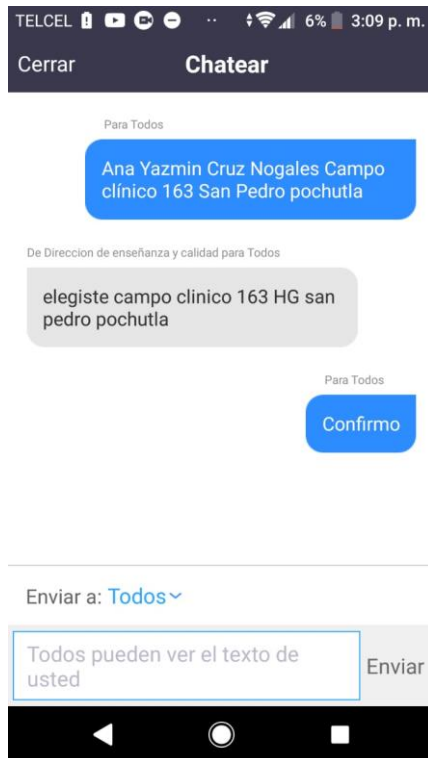 TELCEL 6% 3:09 p. m.
Cerrar Chatear
Para Todos
Ana Yazmin Cruz Nogales Campo
clínico 163 San Pedro pochutla
De Direccion de enseñanza y calidad para Todos
elegiste campo clinico 163 HG san
pedro pochutla
Para Todos
Confirmo
Enviar a: Todos
Todos pueden ver el texto de
usted
Enviar